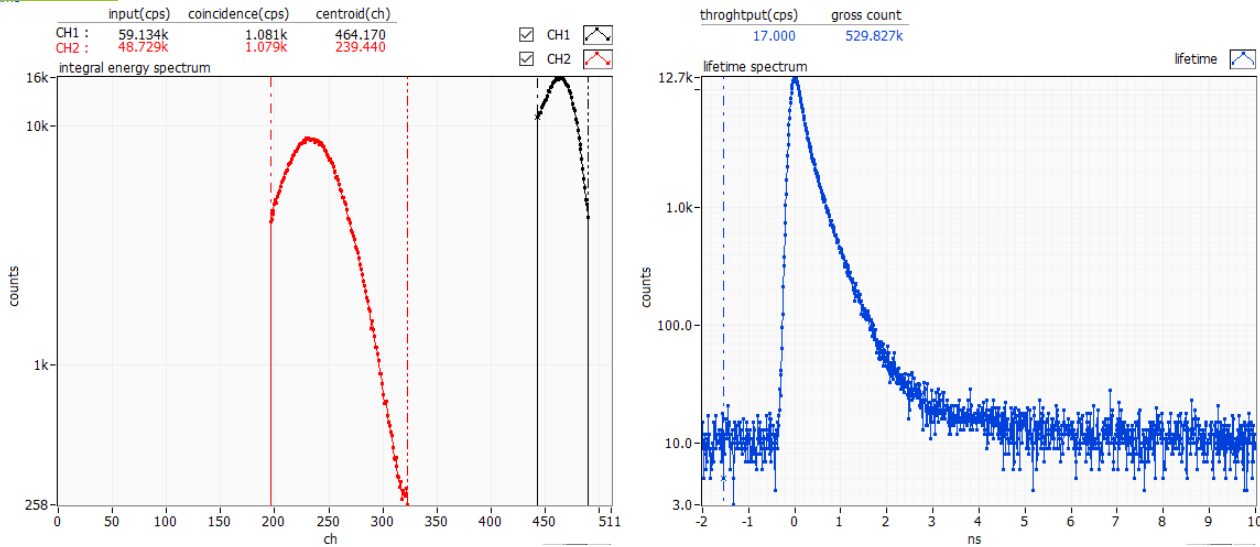 input(cps) coincidence(cps) centroid(ch)
CH1 : 59.134k 1.081k 464.170
CH2 : 48.729k 1.079k 239.440
CH1
CH2
integral energy spectrum
16k
10k
1k
258
counts
0 50 100 150 200 250 300 350 400 450 511
ch
throghtput(cps) gross count
17.000 529.827k
lifetime
lifetime spectrum
12.7k
1.0k
100.0
10.0
3.0
counts
-2 -1 0 1 2 3 4 5 6 7 8 9 10
ns